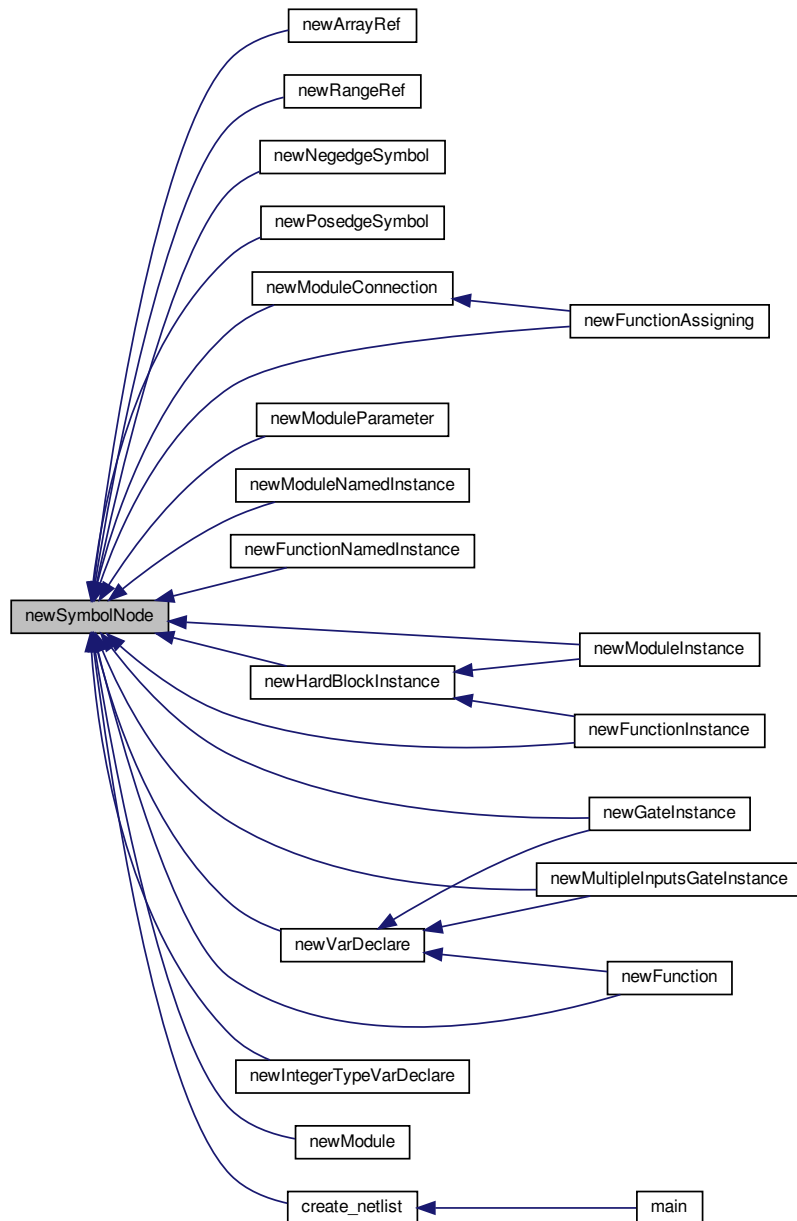 newArrayRef
newRangeRef
newNegedgeSymbol
newPosedgeSymbol
newModuleConnection
newFunctionAssigning
newModuleParameter
newModuleNamedInstance
newFunctionNamedInstance
newSymbolNode
newModuleInstance
newHardBlockInstance
newFunctionInstance
newGateInstance
newMultipleInputsGateInstance
newVarDeclare
newFunction
newIntegerTypeVarDeclare
newModule
create_netlist
main